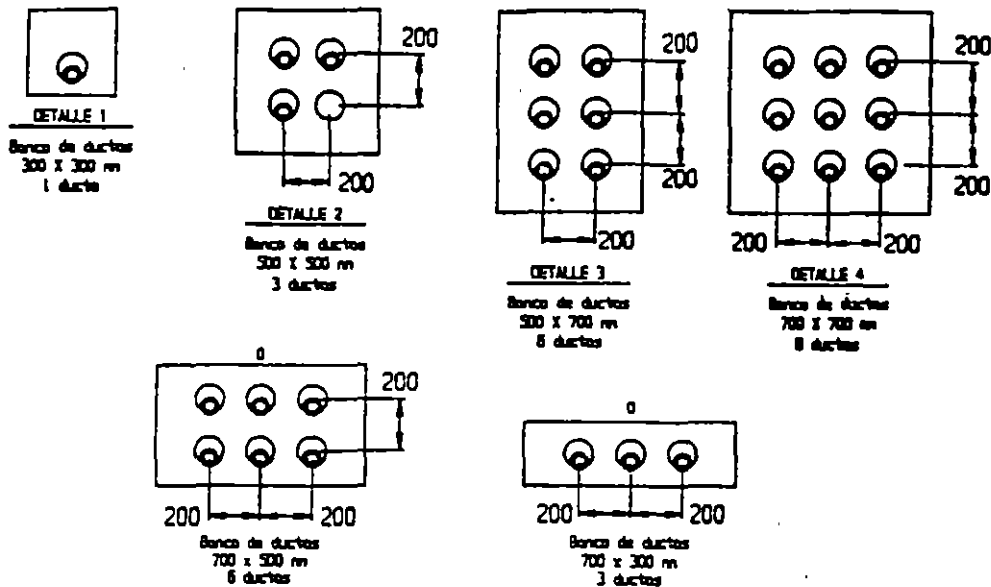 200
200
DETALLE 1
Banco de ductos
300 X 300 mm
1 ducto
DETALLE 2
Banco de ductos
500 X 500 mm
3 ductos
200
200
200
DETALLE 3
Banco de ductos
500 X 700 mm
6 ductos
200
200
200
200
DETALLE 4
Banco de ductos
700 X 700 mm
8 ductos
O
200
200
200
Banco de ductos
700 x 500 mm
6 ductos
O
200
200
Banco de ductos
700 x 300 mm
3 ductos